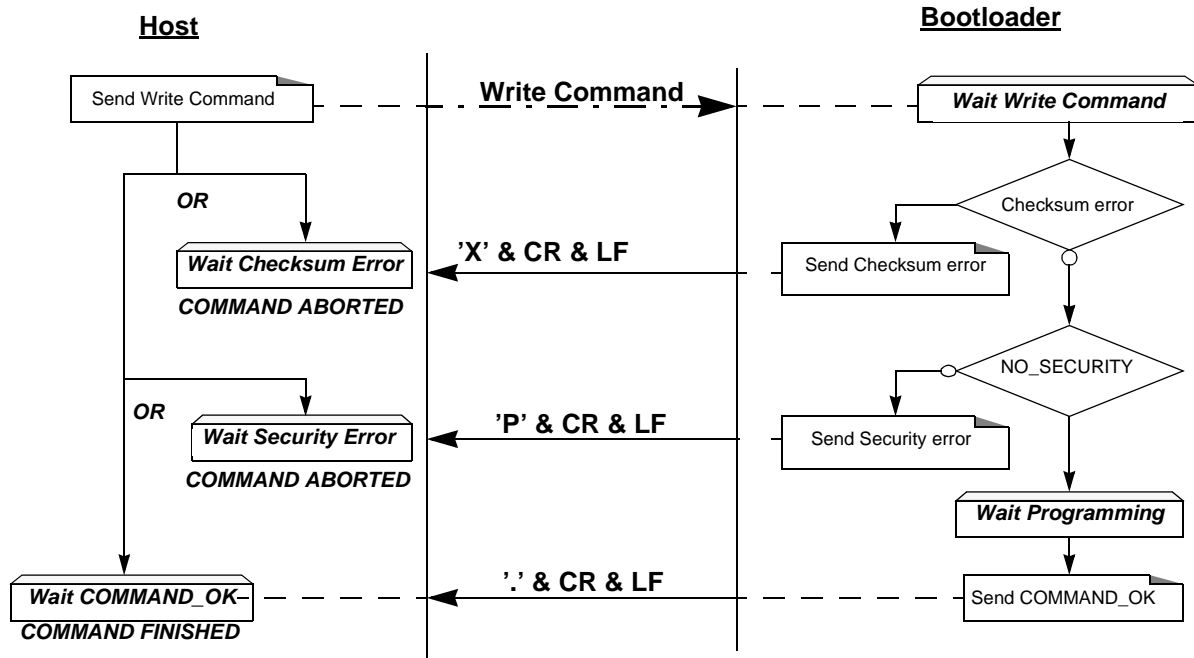 Host
Bootloader
Send Write Command
Write Command
Wait Write Command
OR
Checksum error
Wait Checksum Error
’X’ & CR & LF
Send Checksum error
COMMAND ABORTED
NO_SECURITY
OR
Wait Security Error
’P’ & CR & LF
Send Security error
COMMAND ABORTED
Wait Programming
Wait COMMAND_OK
’.’ & CR & LF
Send COMMAND_OK
COMMAND FINISHED